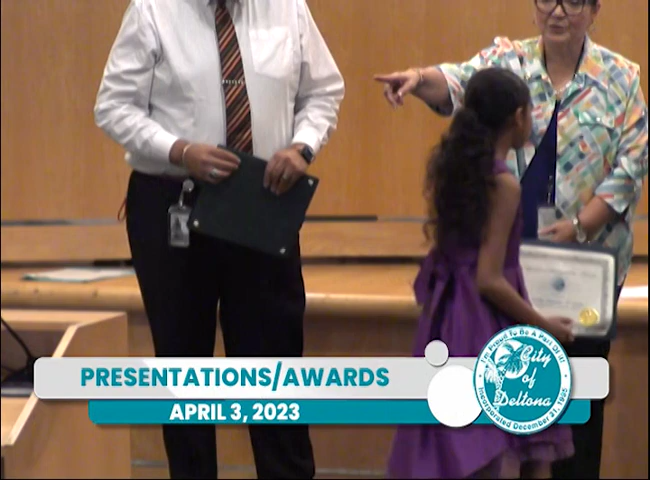 PRESENTATIONS/AWARDS
APRIL 3, 2023
I'm Proud To Be A Part Of It!
City
of
Deltona
Incorporated December 31, 1995